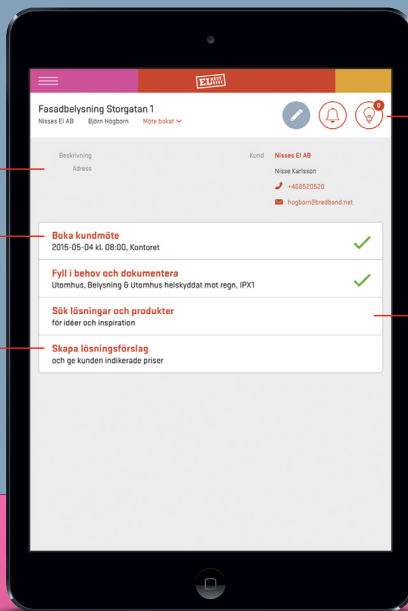 ELproffs
Fasadbelysning Storgatan 1
0
Nisses El AB Björn Högborn Möte bokat
Beskrivning
Adress
Kund Nisses El AB
Nisse Karlsson
+468520520
hogborn@bredband.net
Boka kundmöte
2015-05-04 kl. 08:00, Kontoret
Fyll i behov och dokumentera
Utomhus, Belysning & Utomhus helskyddat mot regn, IPX1
Sök lösningar och produkter
för idéer och inspiration
Skapa lösningsförslag
och ge kunden indikerade priser